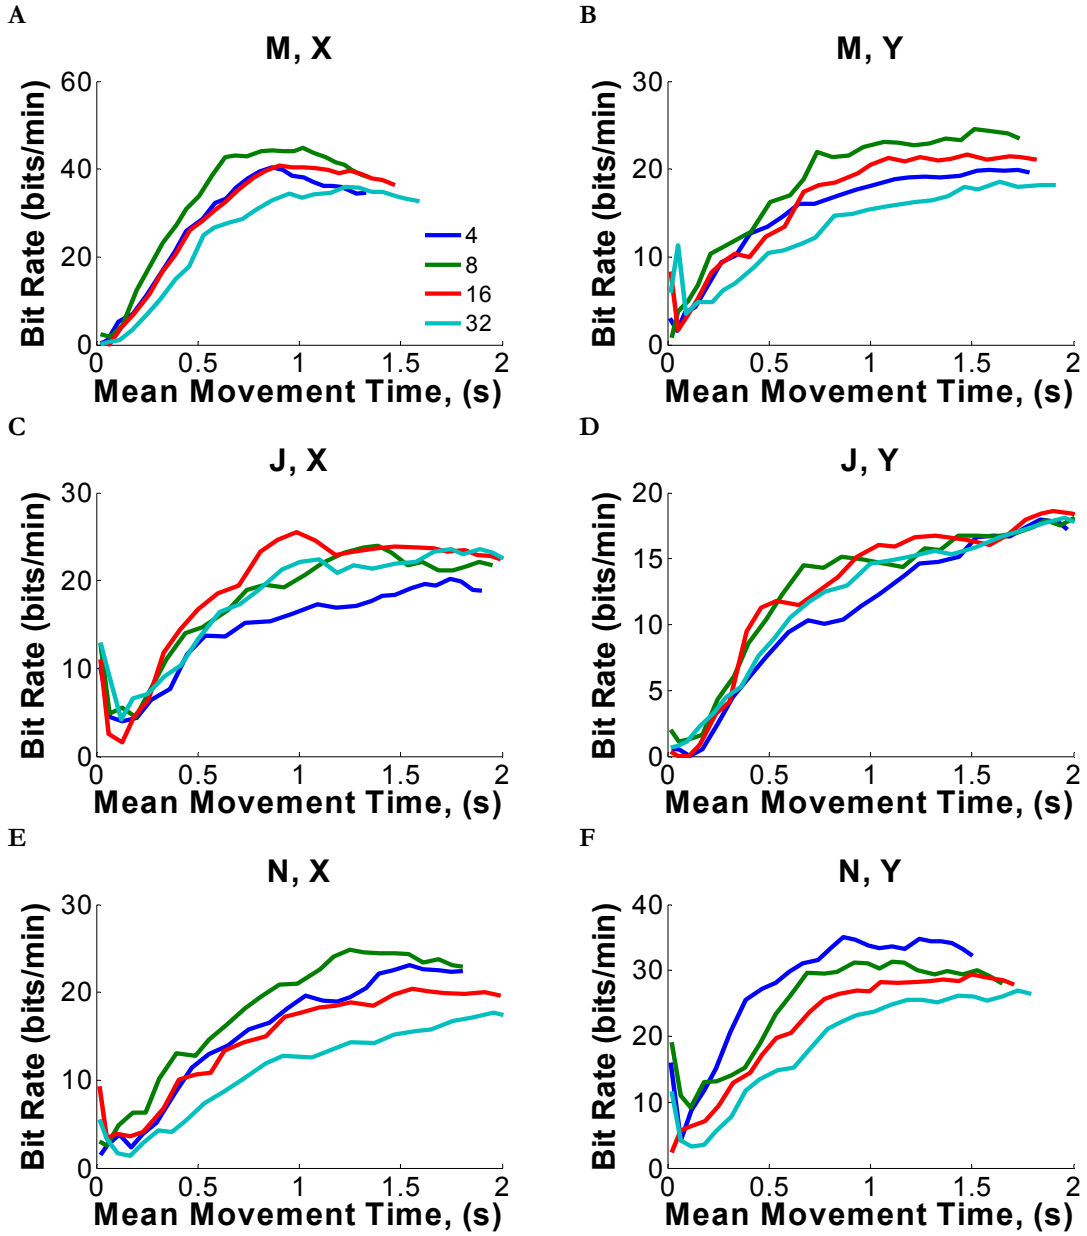 A
M, X
Bit Rate (bits/min)
60
40
20
0
4
8
16
32
0 0.5 1 1.5 2
Mean Movement Time, (s)
B
M, Y
Bit Rate (bits/min)
30
20
10
0
0 0.5 1 1.5 2
Mean Movement Time, (s)
C
J, X
Bit Rate (bits/min)
30
20
10
0
0 0.5 1 1.5 2
Mean Movement Time, (s)
D
J, Y
Bit Rate (bits/min)
20
15
10
5
0
0 0.5 1 1.5 2
Mean Movement Time, (s)
E
N, X
Bit Rate (bits/min)
30
20
10
0
0 0.5 1 1.5 2
Mean Movement Time, (s)
F
N, Y
Bit Rate (bits/min)
40
30
20
10
0
0 0.5 1 1.5 2
Mean Movement Time, (s)